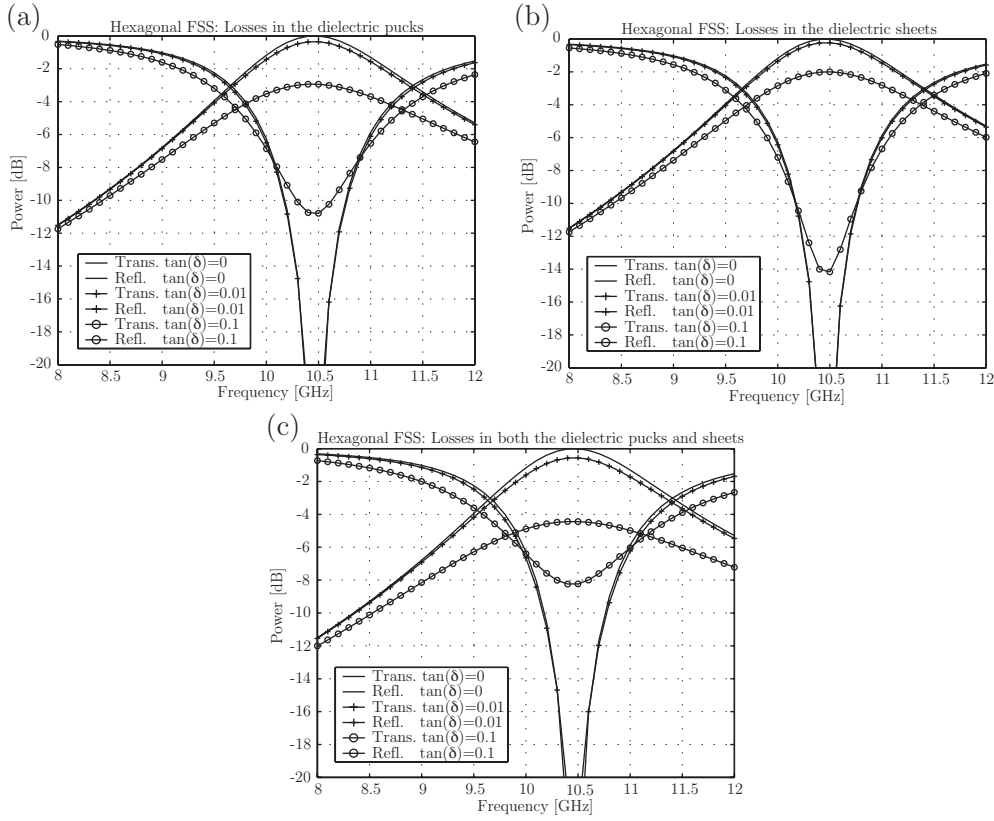 (a)
Hexagonal FSS: Losses in the dielectric pucks
0
-2
-4
-6
-8
-10
-12
-14
-16
-18
-20
Power [dB]
Trans. tan(δ)=0
Refl. tan(δ)=0
Trans. tan(δ)=0.01
Refl. tan(δ)=0.01
Trans. tan(δ)=0.1
Refl. tan(δ)=0.1
8 8.5 9 9.5 10 10.5 11 11.5 12
Frequency [GHz]
(b)
Hexagonal FSS: Losses in the dielectric sheets
0
-2
-4
-6
-8
-10
-12
-14
-16
-18
-20
Power [dB]
Trans. tan(δ)=0
Refl. tan(δ)=0
Trans. tan(δ)=0.01
Refl. tan(δ)=0.01
Trans. tan(δ)=0.1
Refl. tan(δ)=0.1
8 8.5 9 9.5 10 10.5 11 11.5 12
Frequency [GHz]
(c)
Hexagonal FSS: Losses in both the dielectric pucks and sheets
0
-2
-4
-6
-8
-10
-12
-14
-16
-18
-20
Power [dB]
Trans. tan(δ)=0
Refl. tan(δ)=0
Trans. tan(δ)=0.01
Refl. tan(δ)=0.01
Trans. tan(δ)=0.1
Refl. tan(δ)=0.1
8 8.5 9 9.5 10 10.5 11 11.5 12
Frequency [GHz]